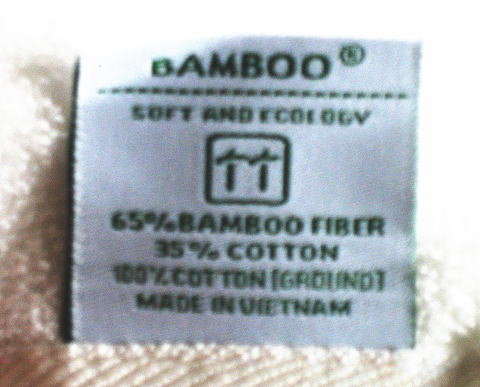 BAMBOO®
SOFT AND ECOLOGY
65% BAMBOO FIBER
35% COTTON
100% COTTON (GROUND)
MADE IN VIETNAM